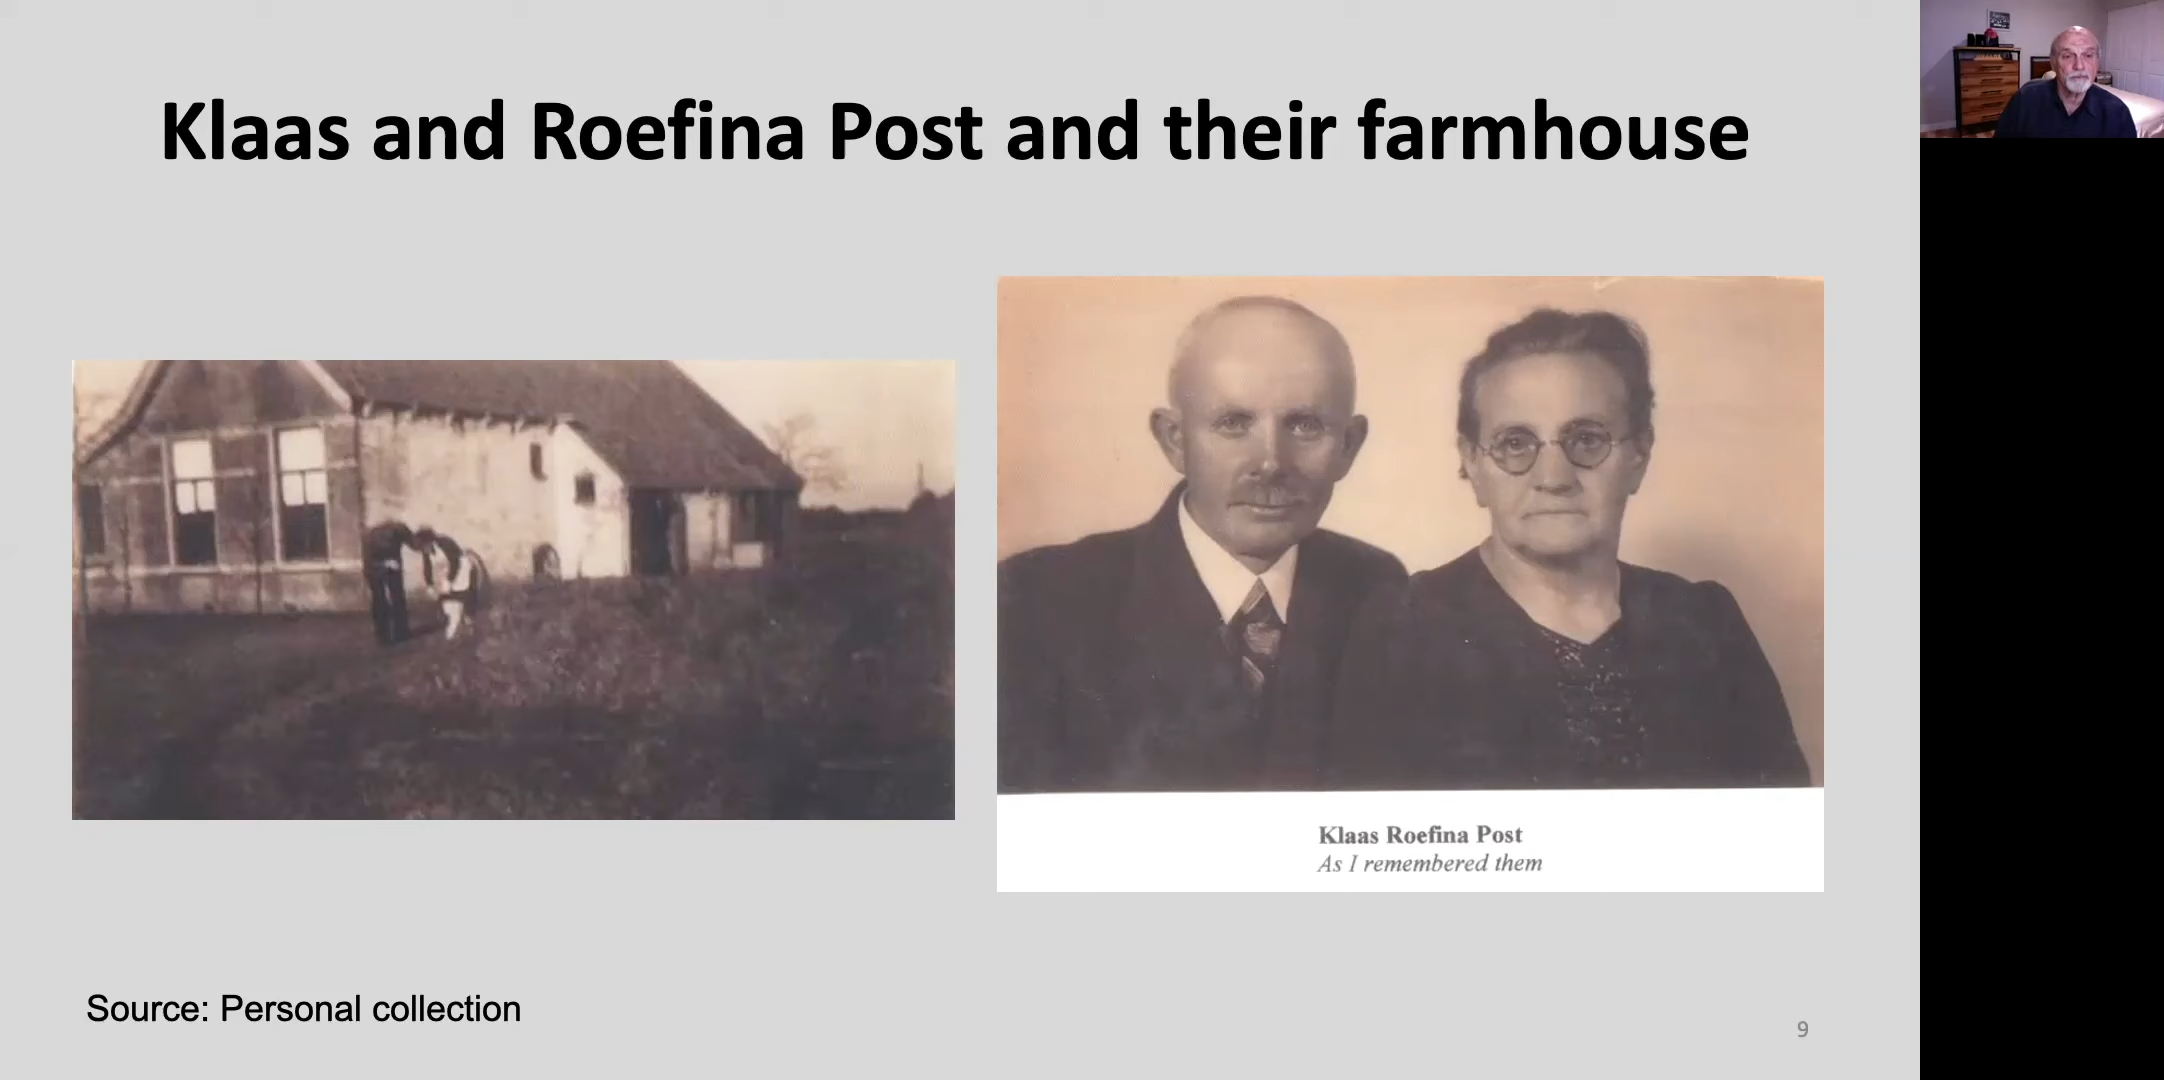 Klaas and Roefina Post and their farmhouse
Klaas Roefina Post
As I remembered them
Source: Personal collection
9